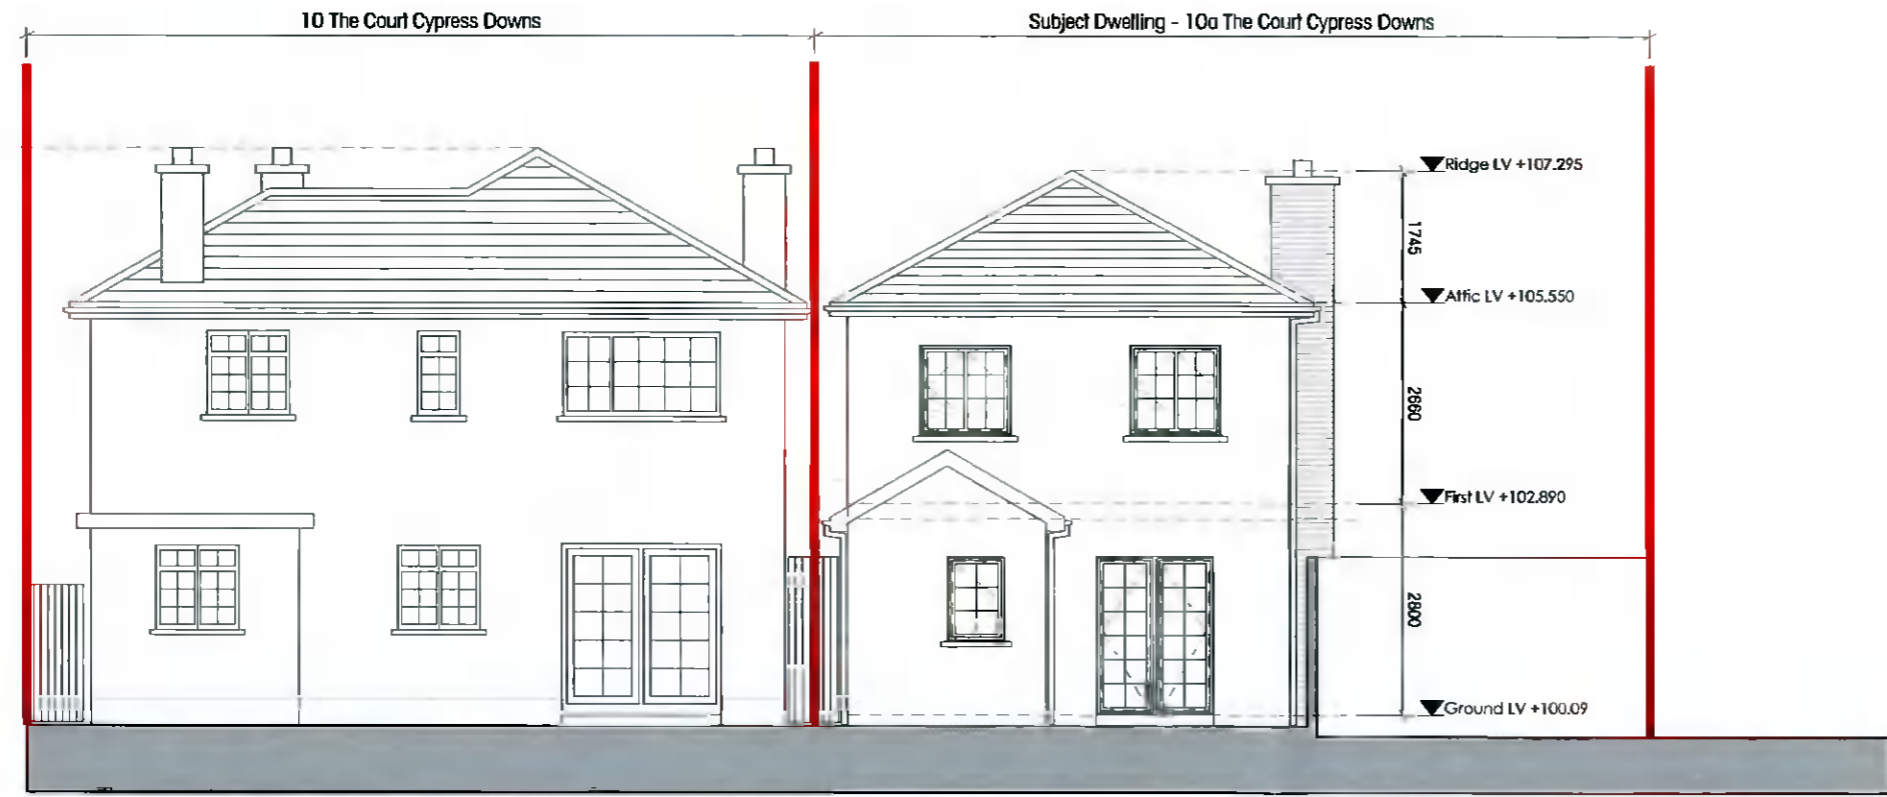 10 The Court Cypress Downs
Subject Dwelling - 10a The Court Cypress Downs
Ridge LV +107.295
1745
Attic LV +105.550
2660
First LV +102.890
2800
Ground LV +100.09